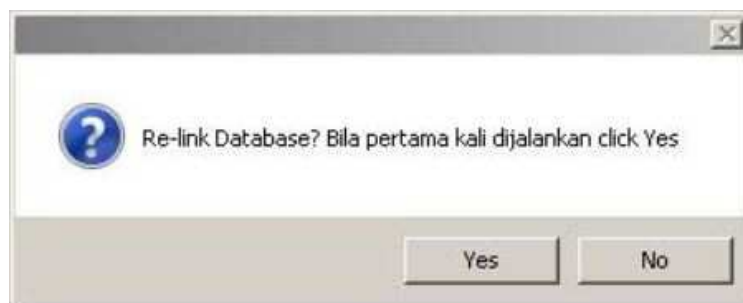 Re-link Database? Bila pertama kali dijalankan click Yes
Yes
No